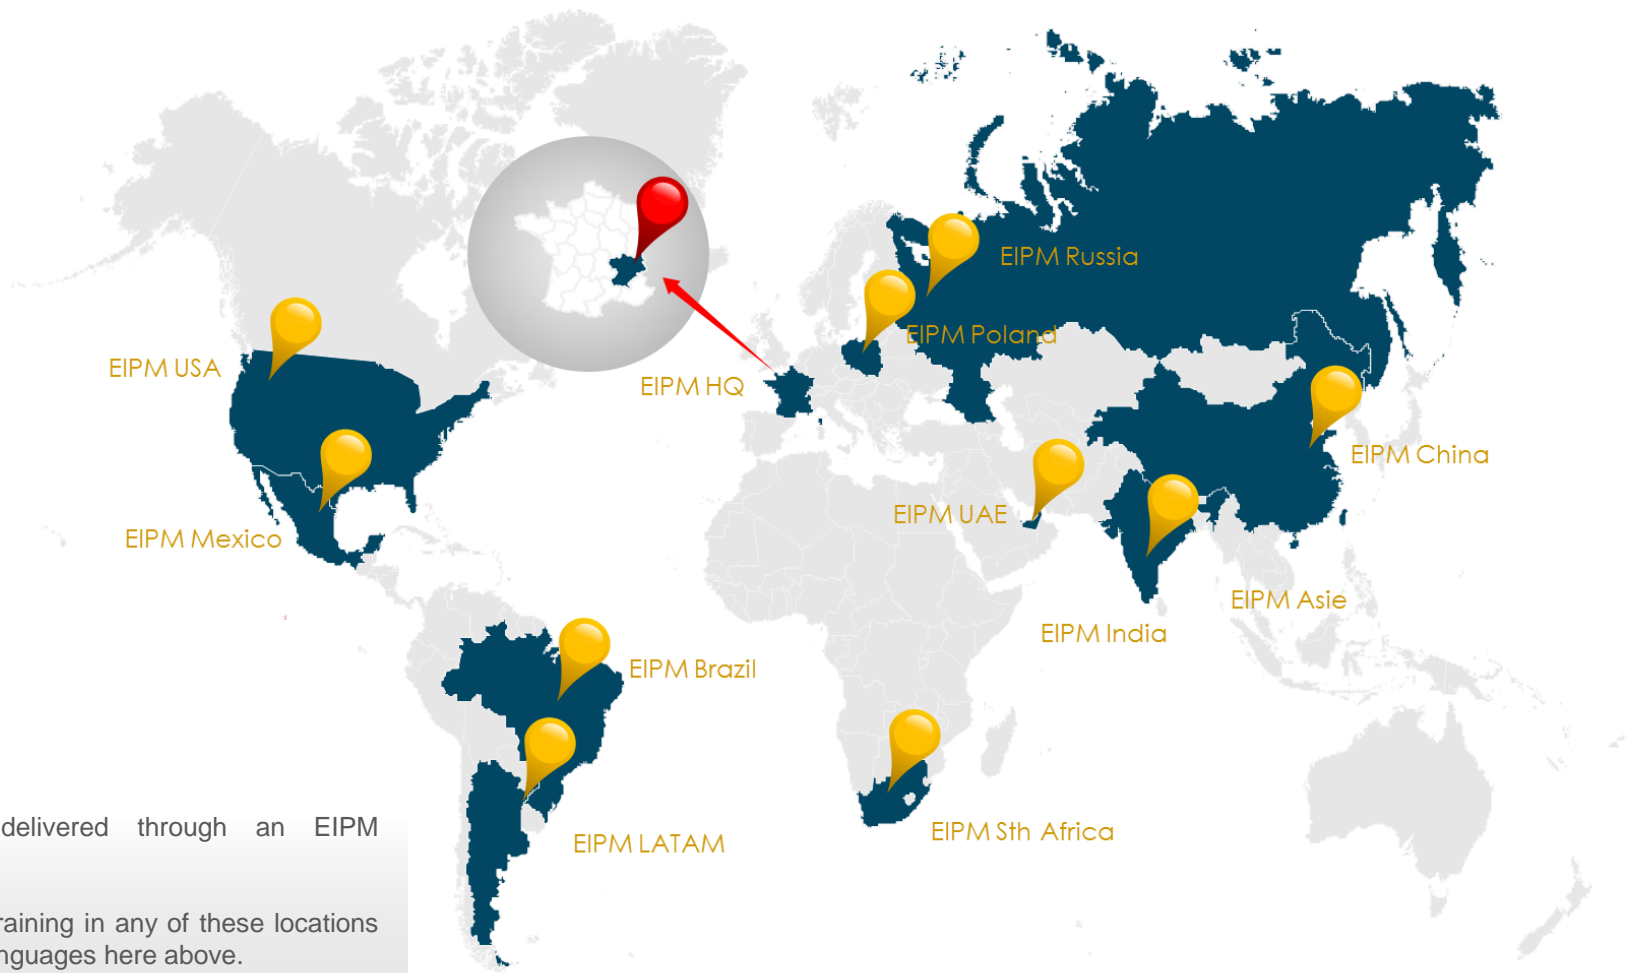 EIPM Russia
EIPM Poland
EIPM USA
EIPM HQ
EIPM China
EIPM UAE
EIPM Mexico
EIPM Asie
EIPM India
EIPM Brazil
EIPM Sth Africa
EIPM LATAM
delivered through an EIPM
raining in any of these locations
nguages here above.